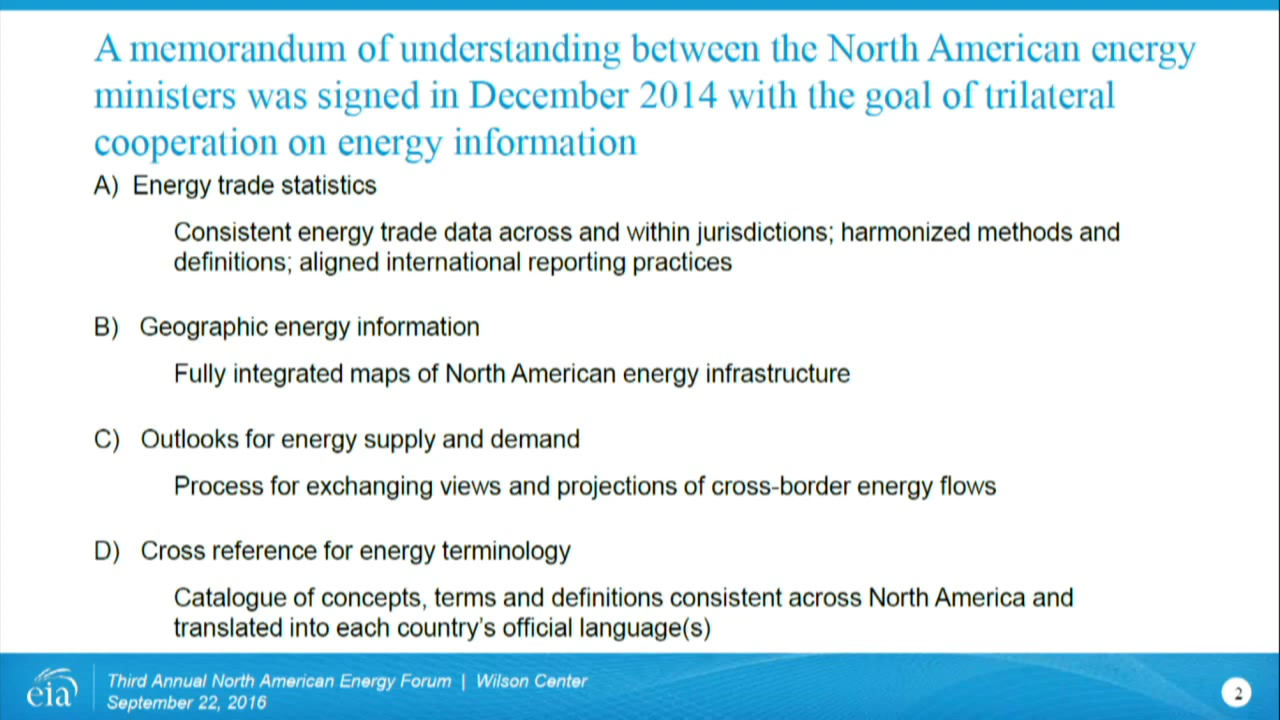 A memorandum of understanding between the North American energy
ministers was signed in December 2014 with the goal of trilateral
cooperation on energy information
A) Energy trade statistics
Consistent energy trade data across and within jurisdictions; harmonized methods and
definitions; aligned international reporting practices
B) Geographic energy information
Fully integrated maps of North American energy infrastructure
C) Outlooks for energy supply and demand
Process for exchanging views and projections of cross-border energy flows
D) Cross reference for energy terminology
Catalogue of concepts, terms and definitions consistent across North America and
translated into each country's official language(s)
eia
Third Annual North American Energy Forum | Wilson Center
September 22, 2016
2